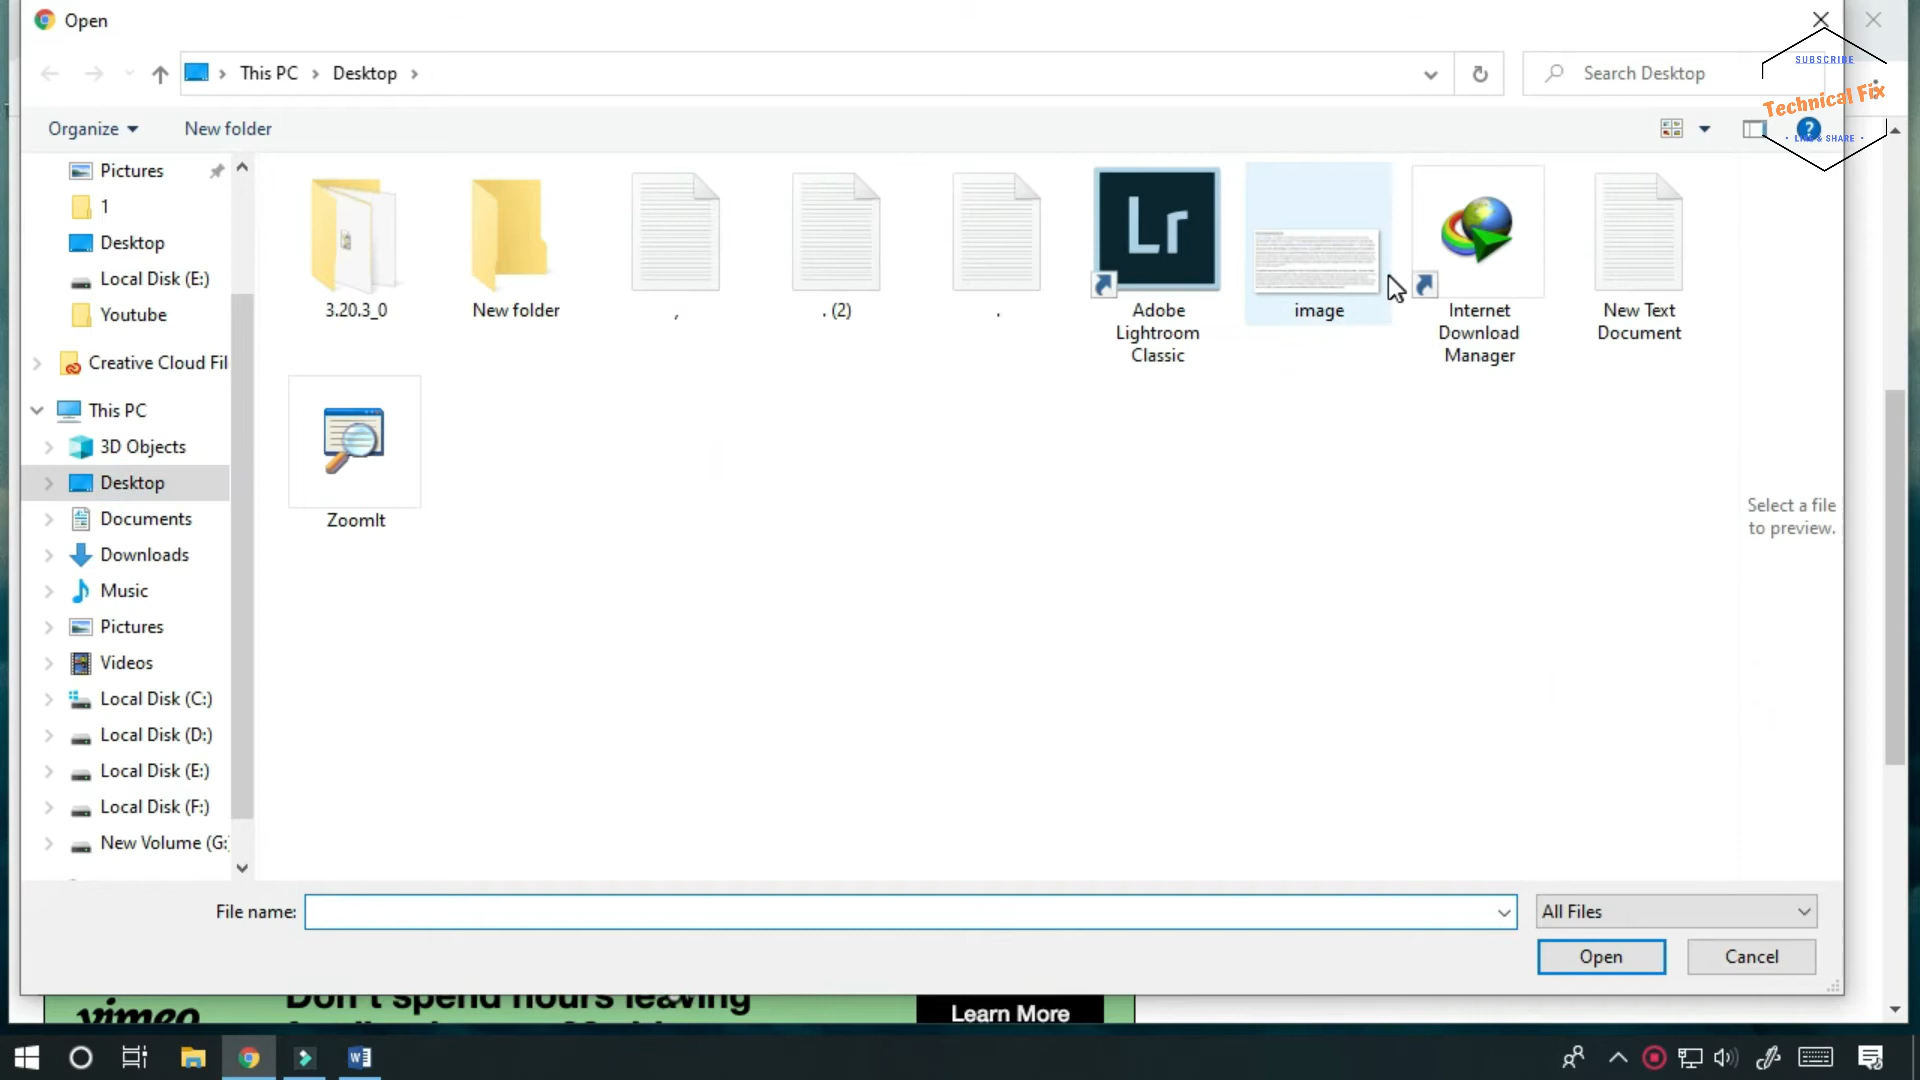 Open
This PC
Desktop
Search Desktop
SUBSCRIBE
Technical Fix
LIKE & SHARE
Organize
New folder
?
Pictures
1
Desktop
Local Disk (E:)
Youtube
Creative Cloud Fil
This PC
3D Objects
Desktop
Documents
Downloads
Music
Pictures
Videos
Local Disk (C:)
Local Disk (D:)
Local Disk (E:)
Local Disk (F:)
New Volume (G:
3.20.3_0
New folder
,
. (2)
.
Lr
Adobe
Lightroom
Classic
image
Internet
Download
Manager
New Text
Document
ZoomIt
Select a file
to preview.
File name:
All Files
Open
Cancel
vimeo
Don't spend hours leaving
Learn More